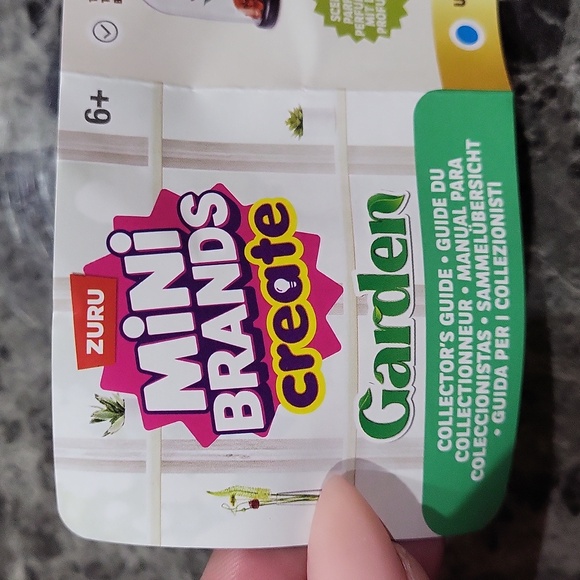 6+
ZURU
MiNi
BRANDS
create
Garden
COLLECTOR'S GUIDE • GUIDE DU
COLLECTIONNEUR • MANUAL PARA
COLECCIONISTAS • SAMMELÜBERSICHT
• GUIDA PER I COLLEZIONISTI